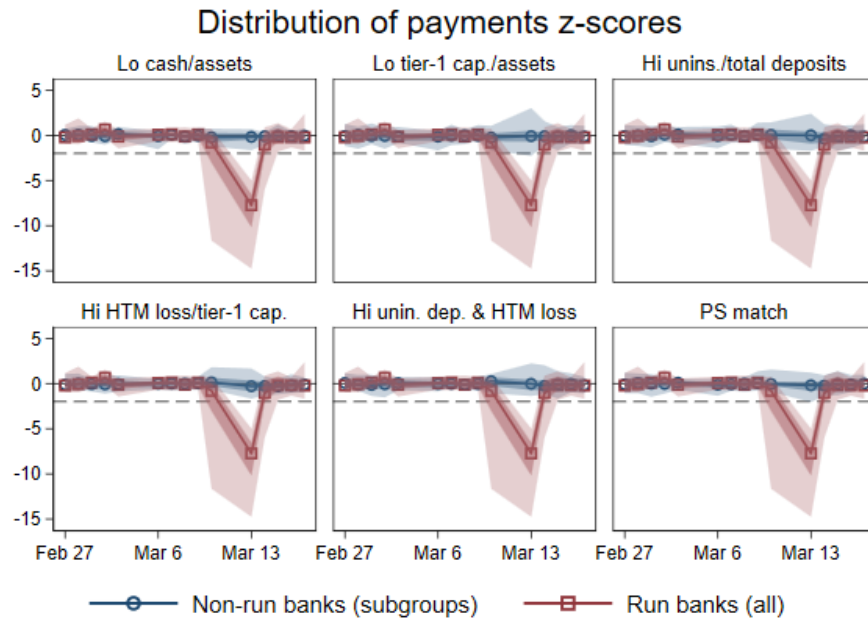 Distribution of payments z-scores
Lo cash/assets
Lo tier-1 cap./assets
Hi unins./total deposits
5
0
-5
-10
-15
Hi HTM loss/tier-1 cap.
Hi unin. dep. & HTM loss
PS match
5
0
-5
-10
-15
Feb 27 Mar 6 Mar 13
Feb 27 Mar 6 Mar 13
Feb 27 Mar 6 Mar 13
Non-run banks (subgroups)
Run banks (all)